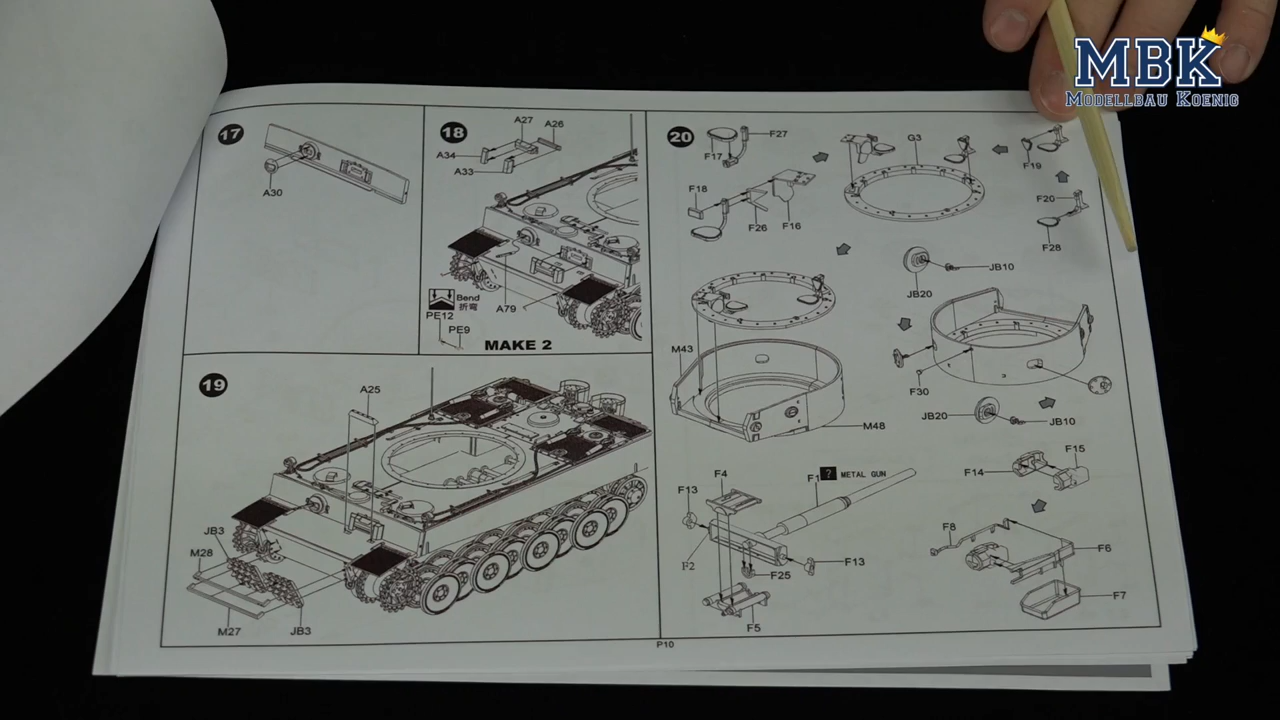 MBK
MODELLBAU KOENIG
17
A30
18
A27
A26
A34
A33
Bend
折弯
PE12
PE9
A79
MAKE 2
19
A25
JB3
M28
M27
JB3
20
F17
F27
F18
F26
F16
G3
F19
F20
F28
JB10
JB20
M43
M48
F30
JB20
JB10
F4
F13
F1
? METAL GUN
F2
F25
F13
F5
F15
F14
F8
F6
F7
P10